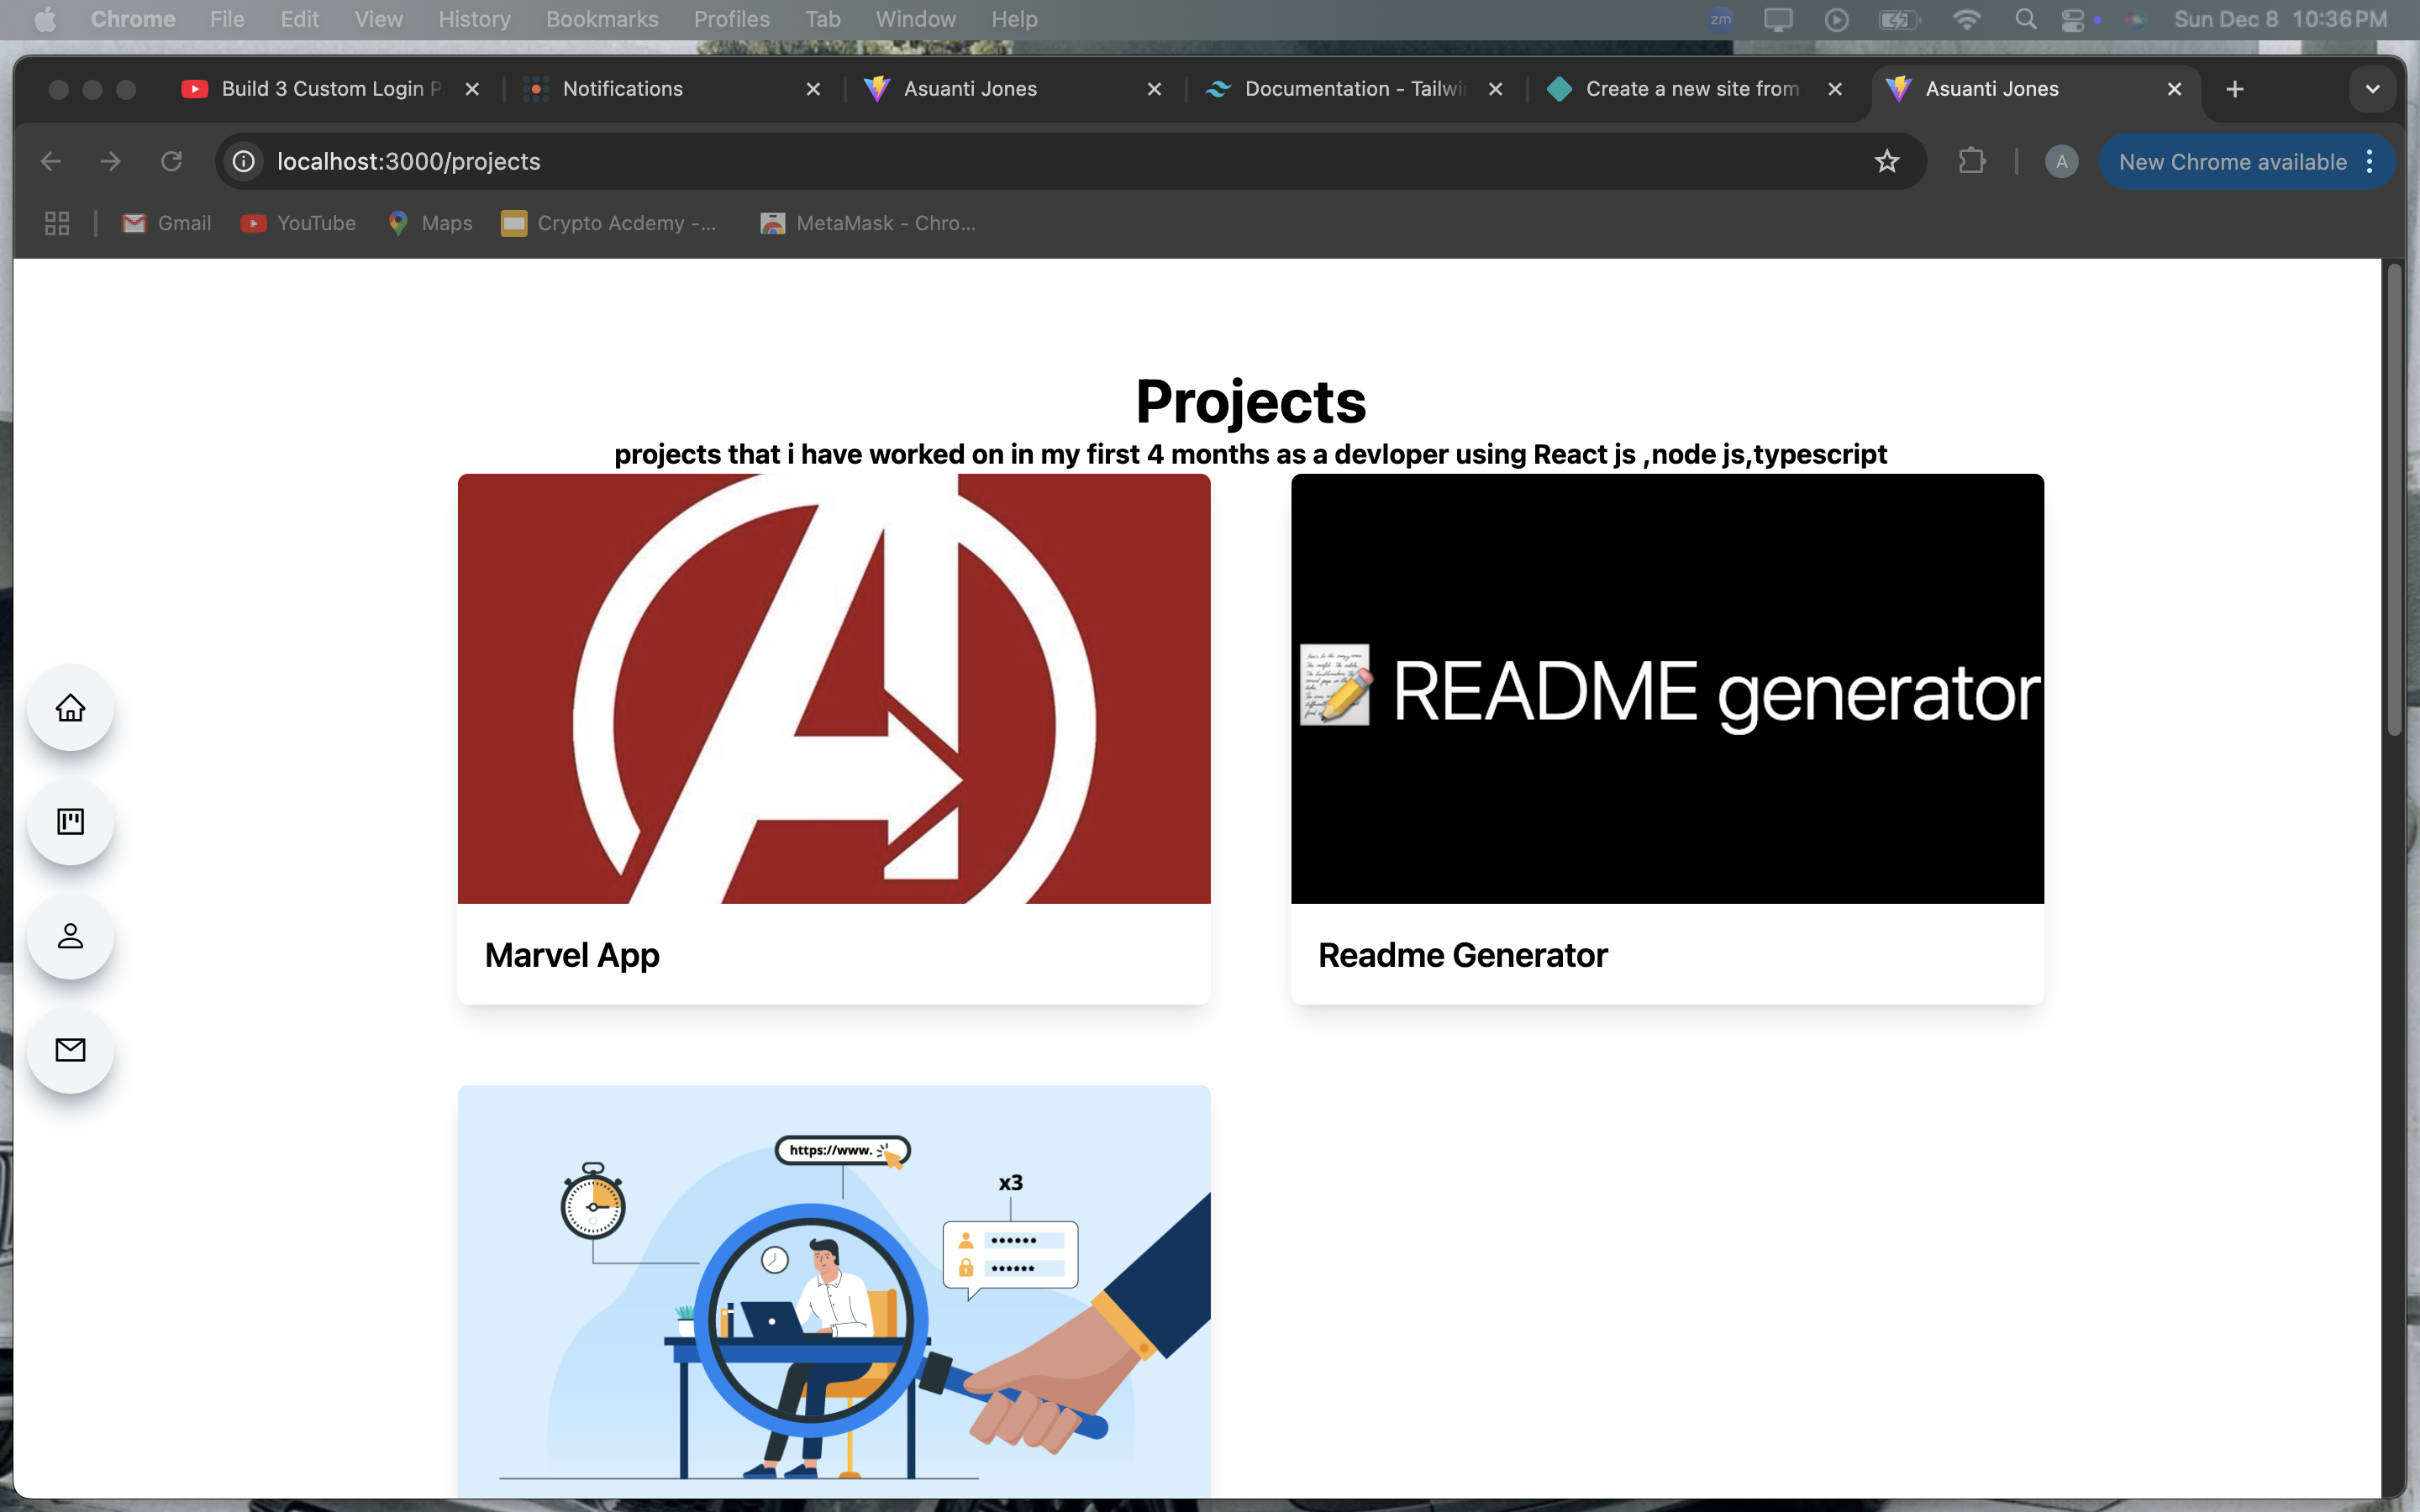 Chrome File Edit View History Bookmarks Profiles Tab Window Help zm Sun Dec 8 10:36 PM
Build 3 Custom Login P Notifications Asuanti Jones Documentation - Tailwi Create a new site from Asuanti Jones
localhost:3000/projects A New Chrome available
Gmail YouTube Maps Crypto Acdemy -... MetaMask - Chro...
Projects
projects that i have worked on in my first 4 months as a devloper using React js ,node js,typescript
README generator
Marvel App
Readme Generator
https://www.
x3